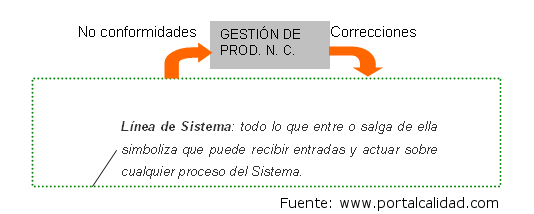 No conformidades
GESTIÓN DE
PROD. N. C.
Correcciones
Línea de Sistema: todo lo que entre o salga de ella
simboliza que puede recibir entradas y actuar sobre
cualquier proceso del Sistema.
Fuente: www.portalcalidad.com